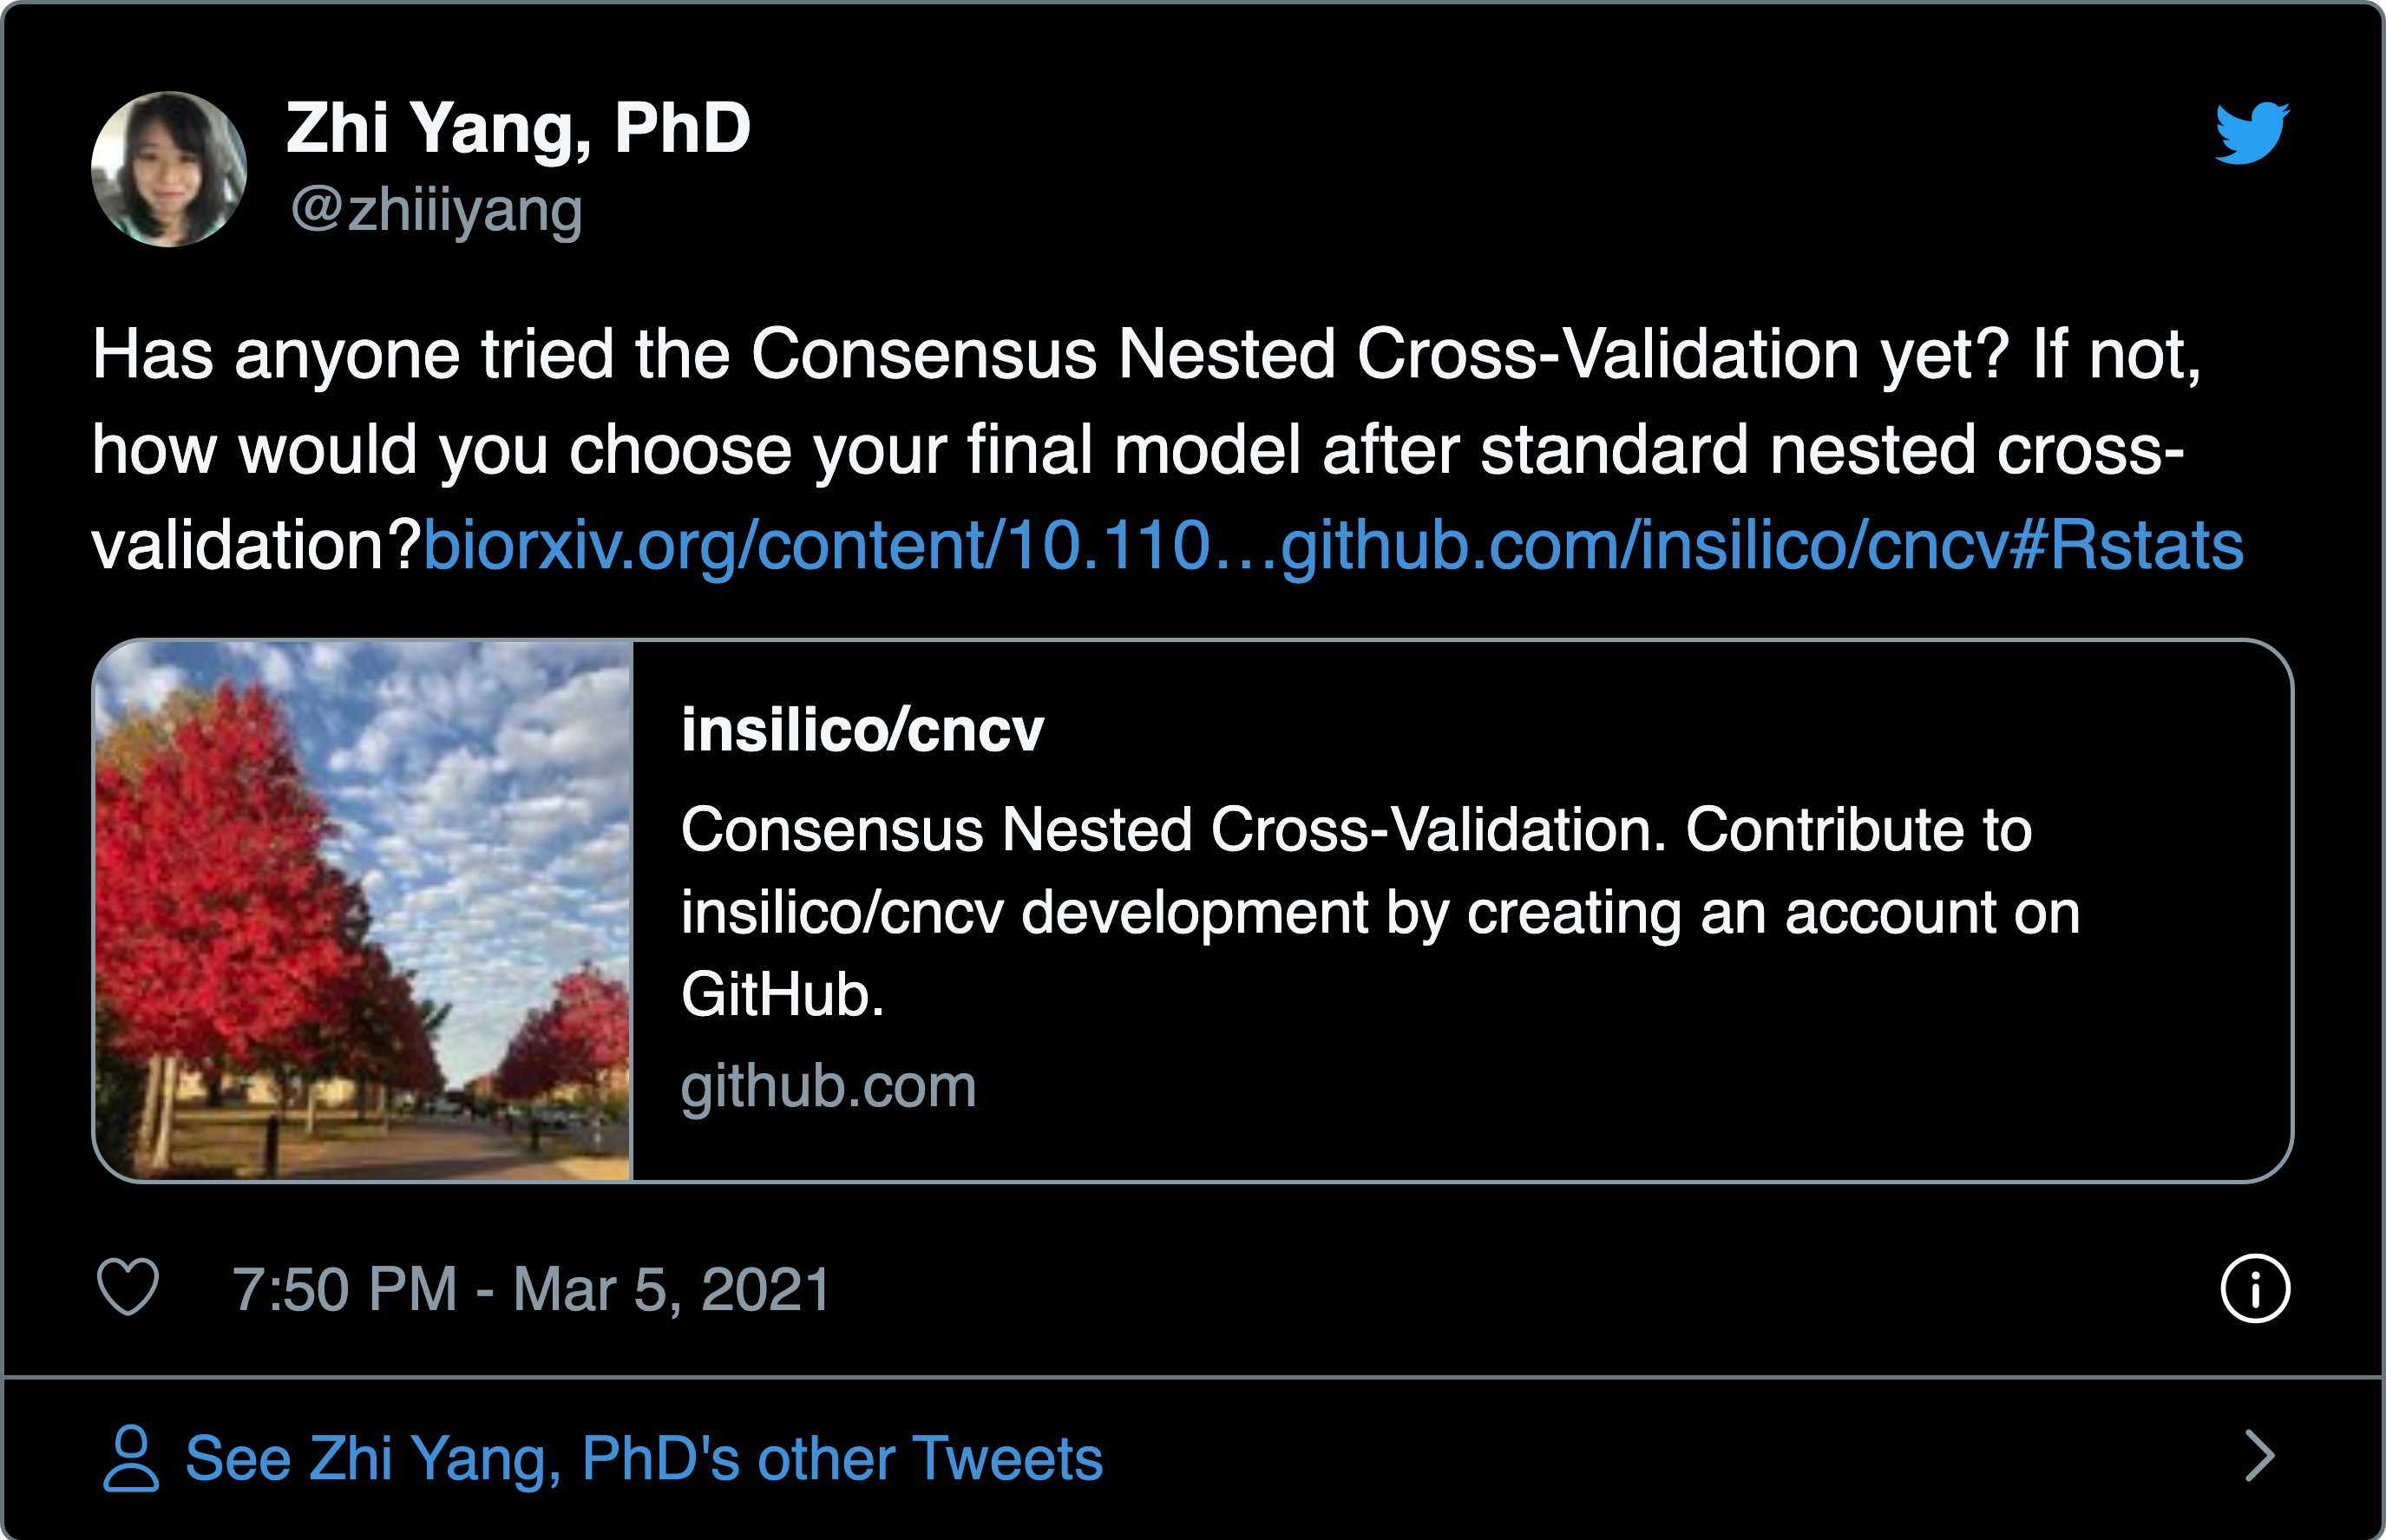 Zhi Yang, PhD
@zhiiiyang
Has anyone tried the Consensus Nested Cross-Validation yet? If not,
how would you choose your final model after standard nested cross-
validation?biorxiv.org/content/10.110…github.com/insilico/cncv#Rstats
insilico/cncv
Consensus Nested Cross-Validation. Contribute to
insilico/cncv development by creating an account on
GitHub.
github.com
7:50 PM - Mar 5, 2021
See Zhi Yang, PhD's other Tweets